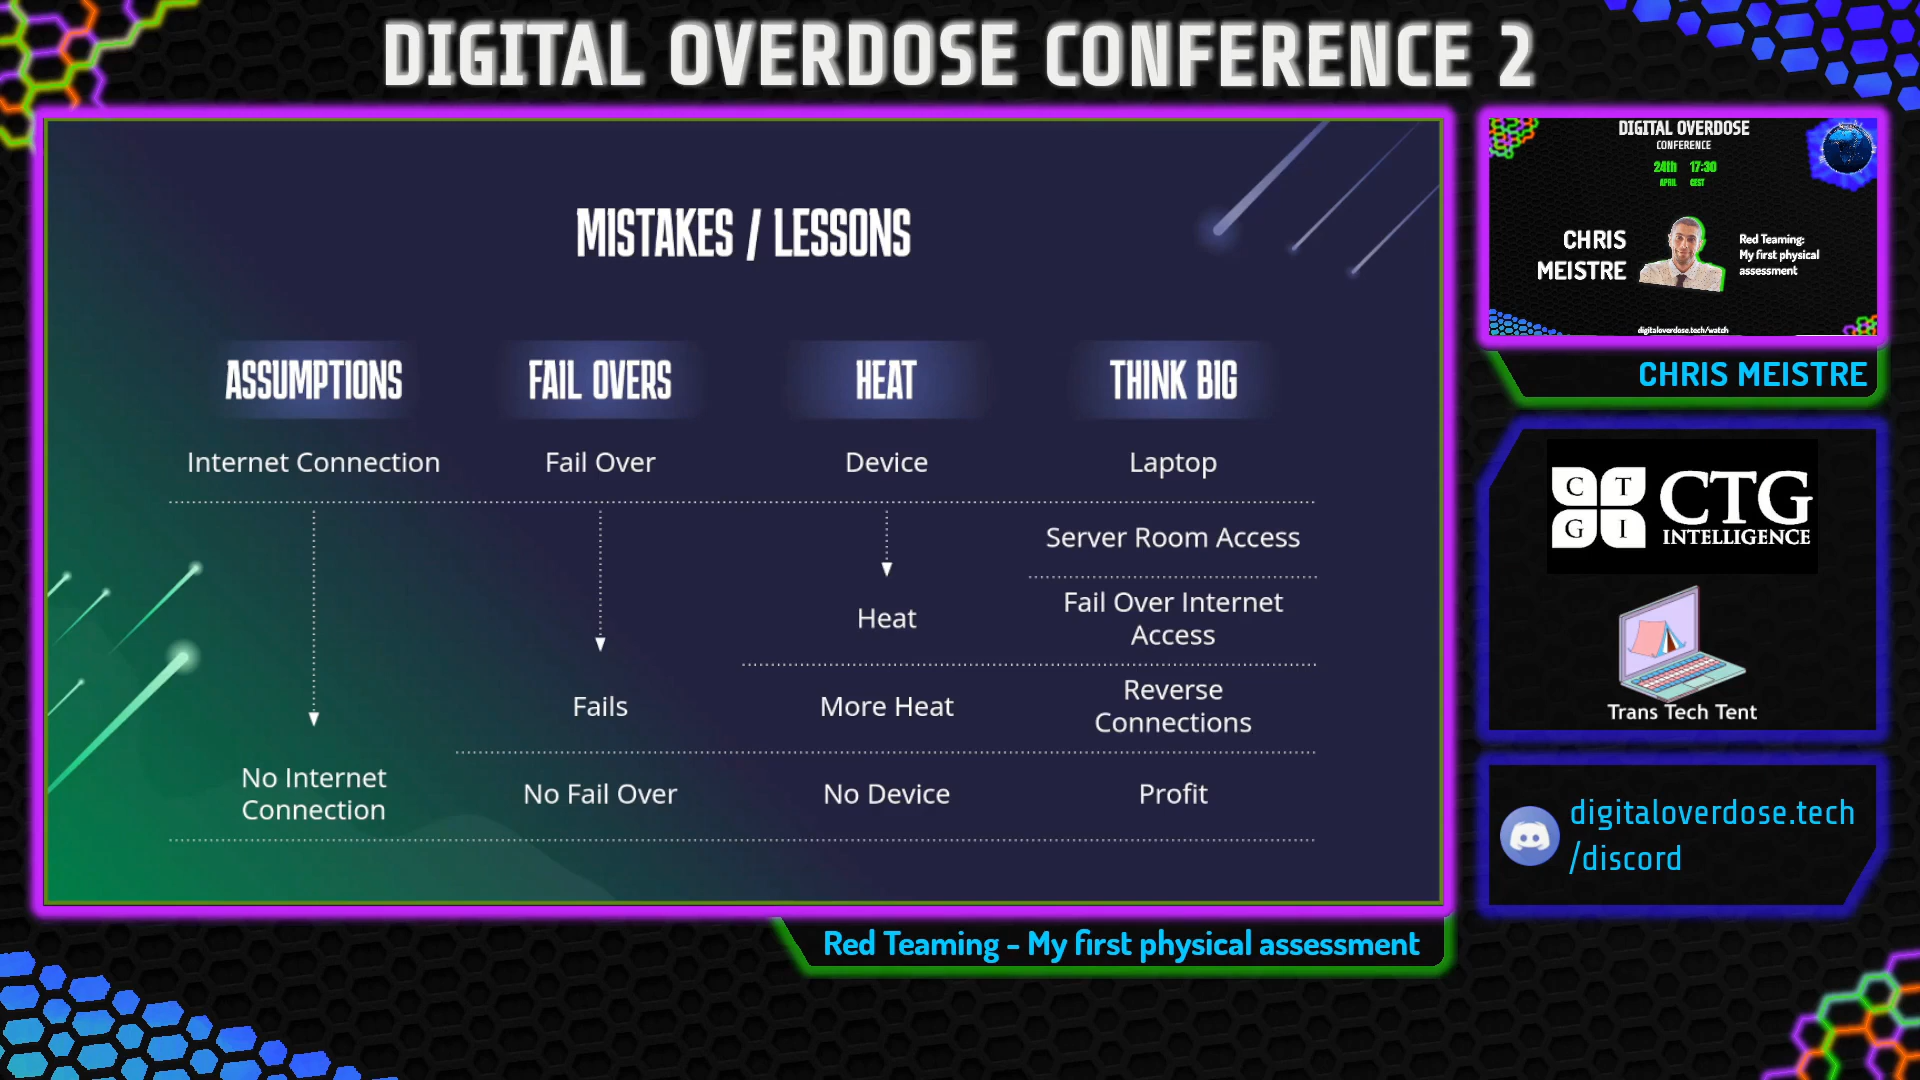 DIGITAL OVERDOSE CONFERENCE 2
MISTAKES / LESSONS
ASSUMPTIONS
Internet Connection
No Internet
Connection
FAIL OVERS
Fail Over
Fails
No Fail Over
HEAT
Device
Heat
More Heat
No Device
THINK BIG
Laptop
Server Room Access
Fail Over Internet
Access
Reverse
Connections
Profit
Red Teaming - My first physical assessment
DIGITAL OVERDOSE
CONFERENCE
24th 17:30
APRIL CEST
CHRIS
MEISTRE
Red Teaming:
My first physical
assessment
digitaloverdose.tech/watch
CHRIS MEISTRE
C T
G I
CTG
INTELLIGENCE
Trans Tech Tent
digitaloverdose.tech
/discord